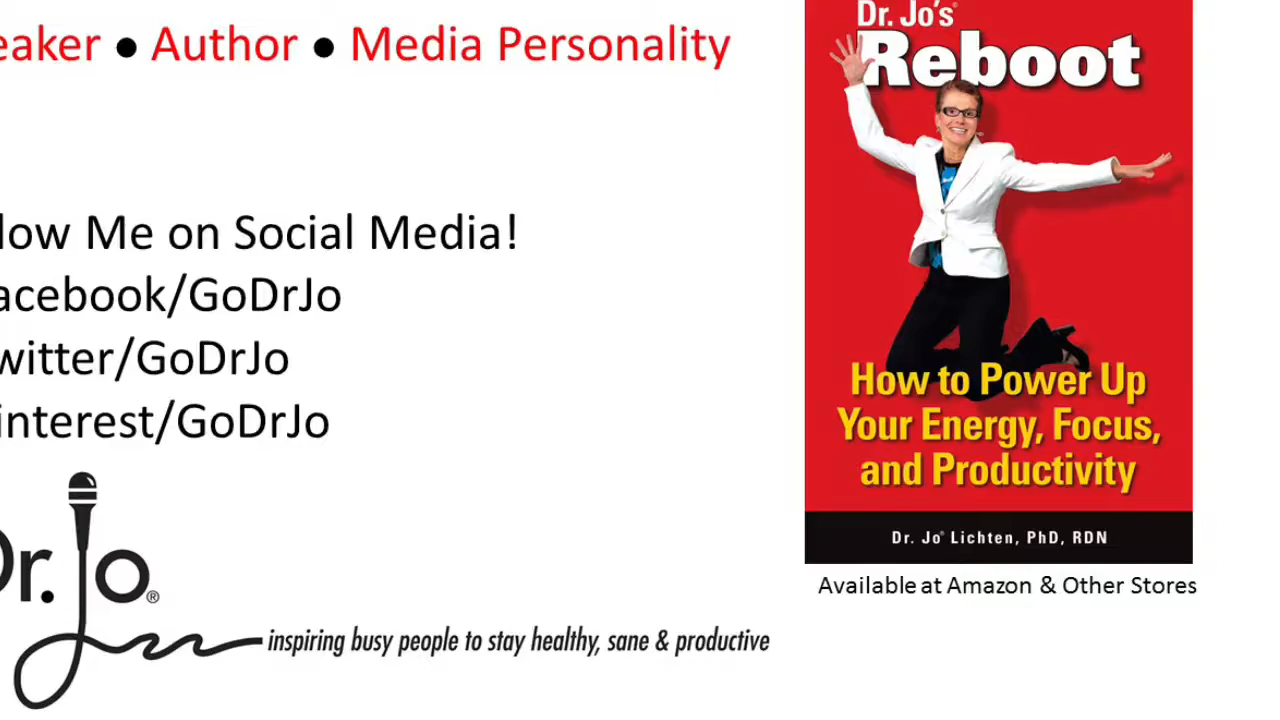 eaker ● Author ● Media Personality
low Me on Social Media!
acebook/GoDrJo
witter/GoDrJo
interest/GoDrJo
Dr. Jo®
inspiring busy people to stay healthy, sane & productive
Dr. Jo's®
Reboot
How to Power Up
Your Energy, Focus,
and Productivity
Dr. Jo® Lichten, PhD, RDN
Available at Amazon & Other Stores